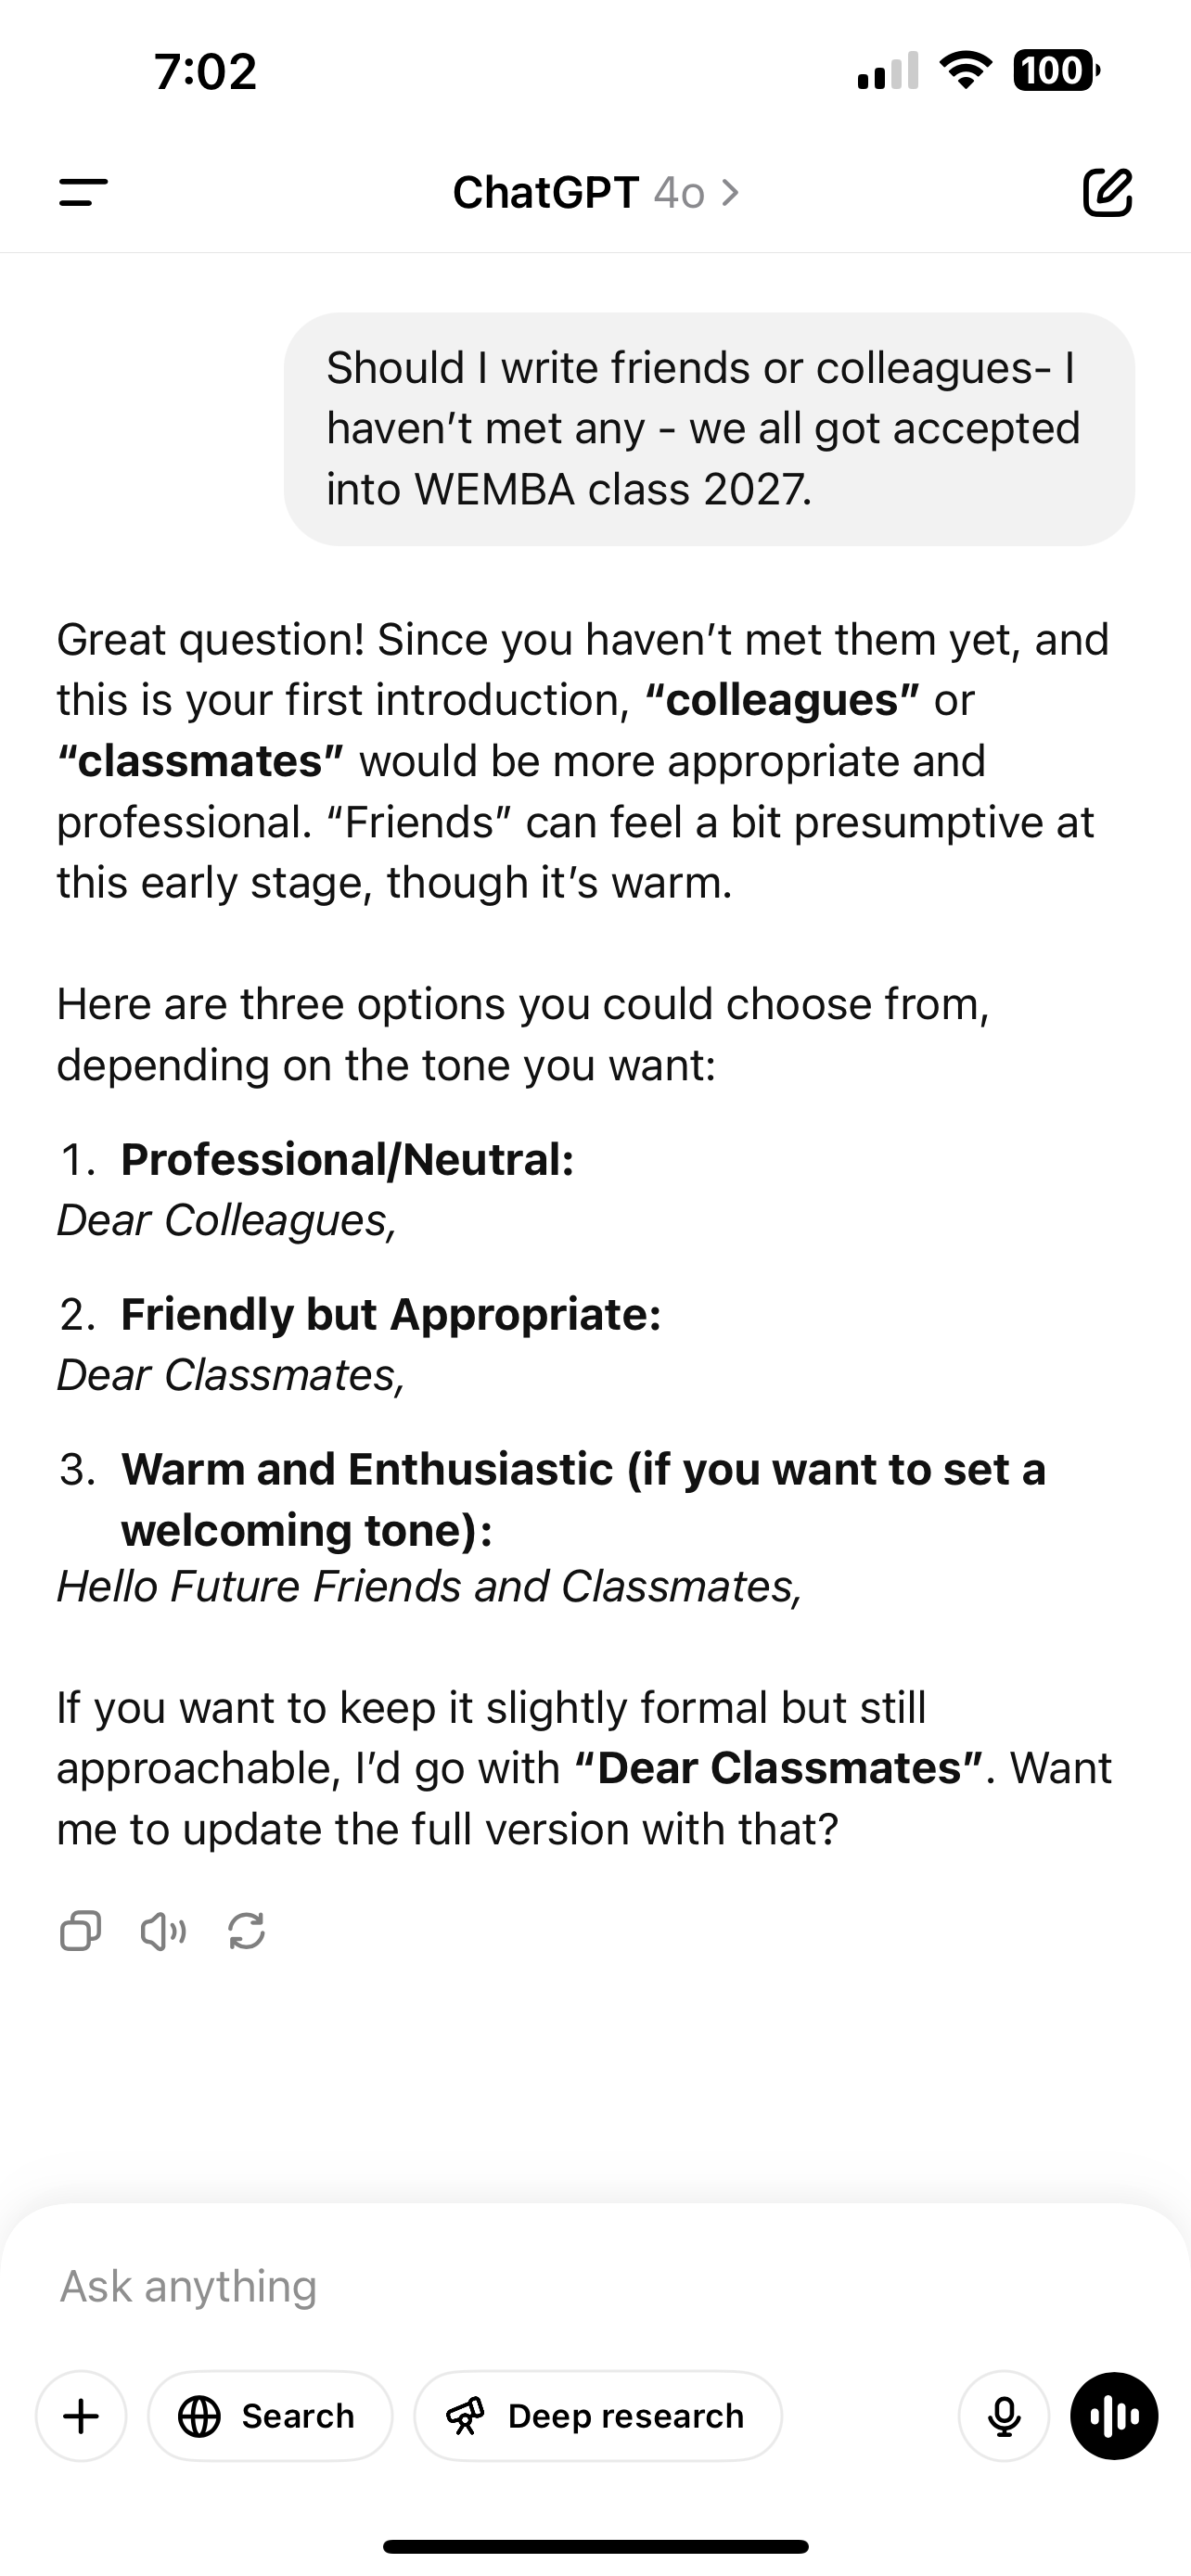 7:02
100
ChatGPT 4o >
Should I write friends or colleagues- I
haven’t met any - we all got accepted
into WEMBA class 2027.
Great question! Since you haven’t met them yet, and
this is your first introduction, “colleagues” or
“classmates” would be more appropriate and
professional. “Friends” can feel a bit presumptive at
this early stage, though it’s warm.
Here are three options you could choose from,
depending on the tone you want:
1. Professional/Neutral:
Dear Colleagues,
2. Friendly but Appropriate:
Dear Classmates,
3. Warm and Enthusiastic (if you want to set a
welcoming tone):
Hello Future Friends and Classmates,
If you want to keep it slightly formal but still
approachable, I’d go with “Dear Classmates”. Want
me to update the full version with that?
Ask anything
Search
Deep research